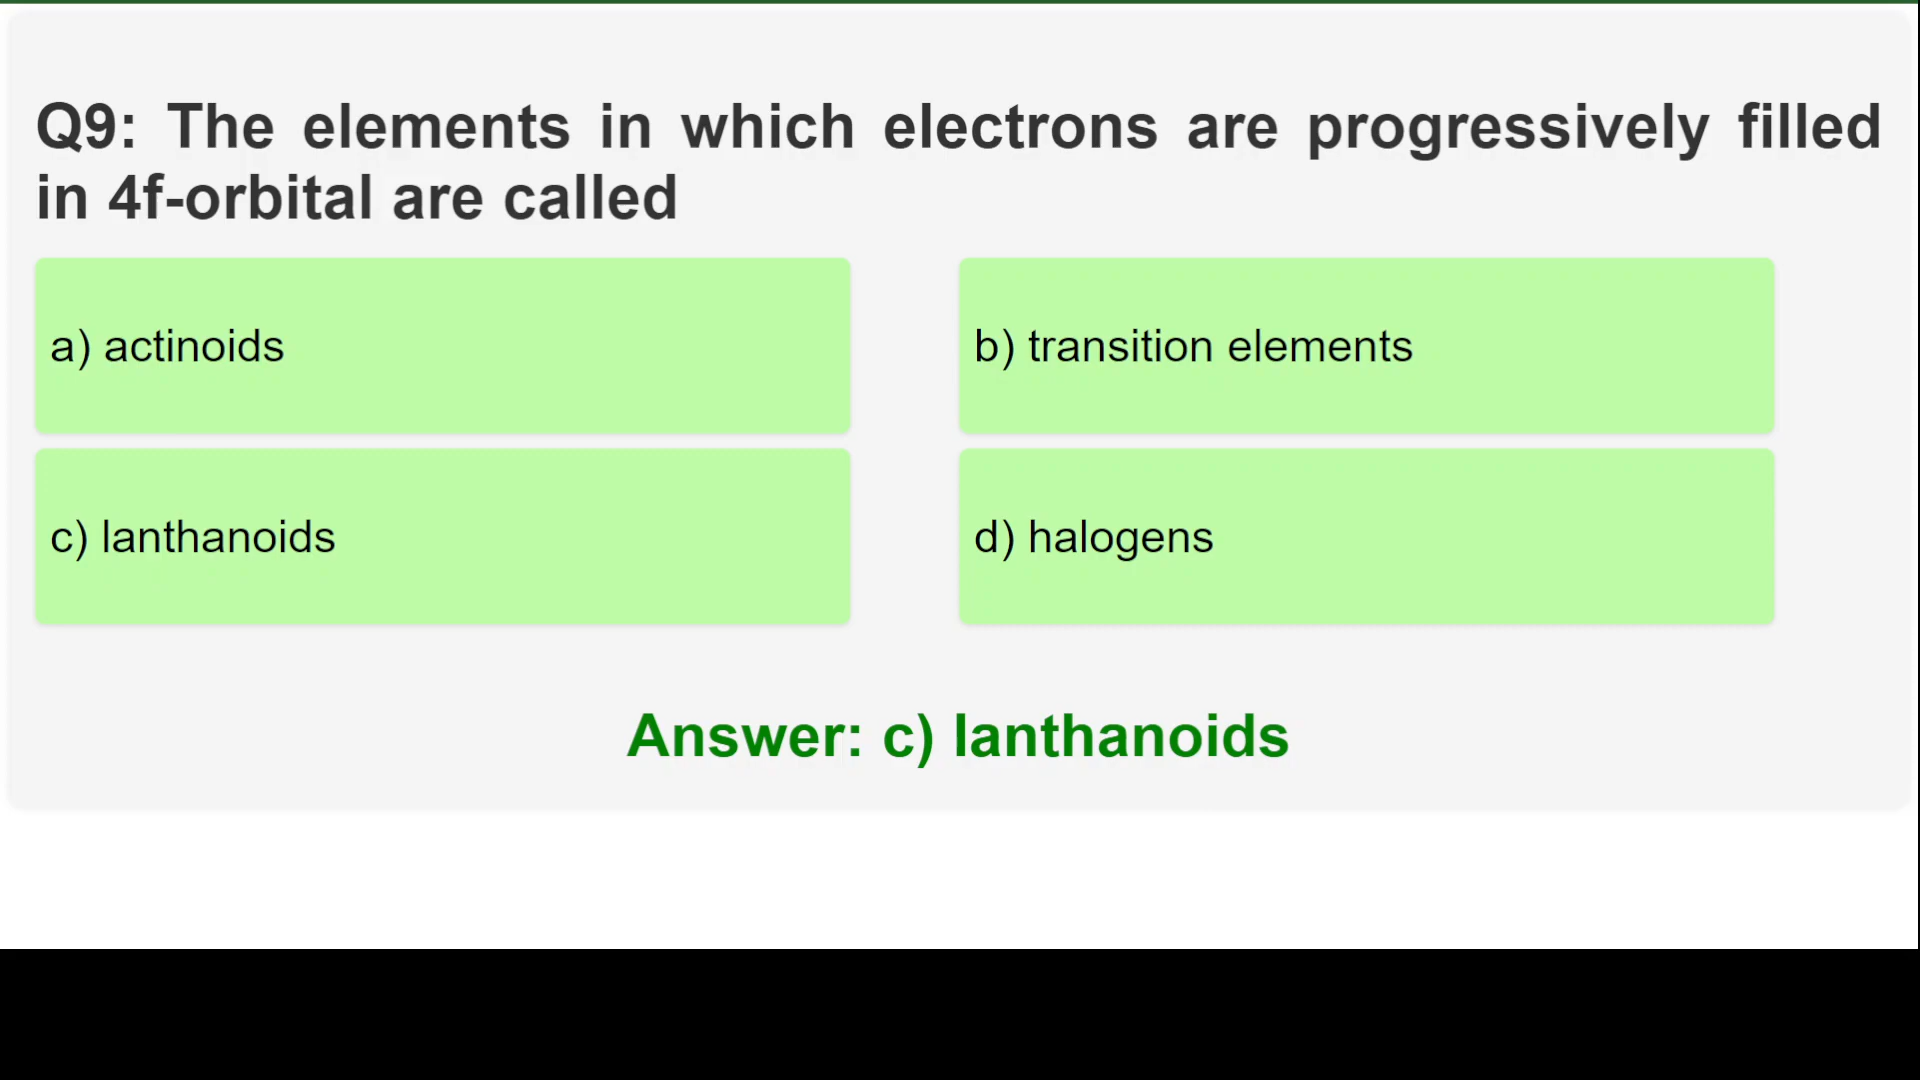 Q9: The elements in which electrons are progressively filled
in 4f-orbital are called
a) actinoids
b) transition elements
c) lanthanoids
d) halogens
Answer: c) lanthanoids